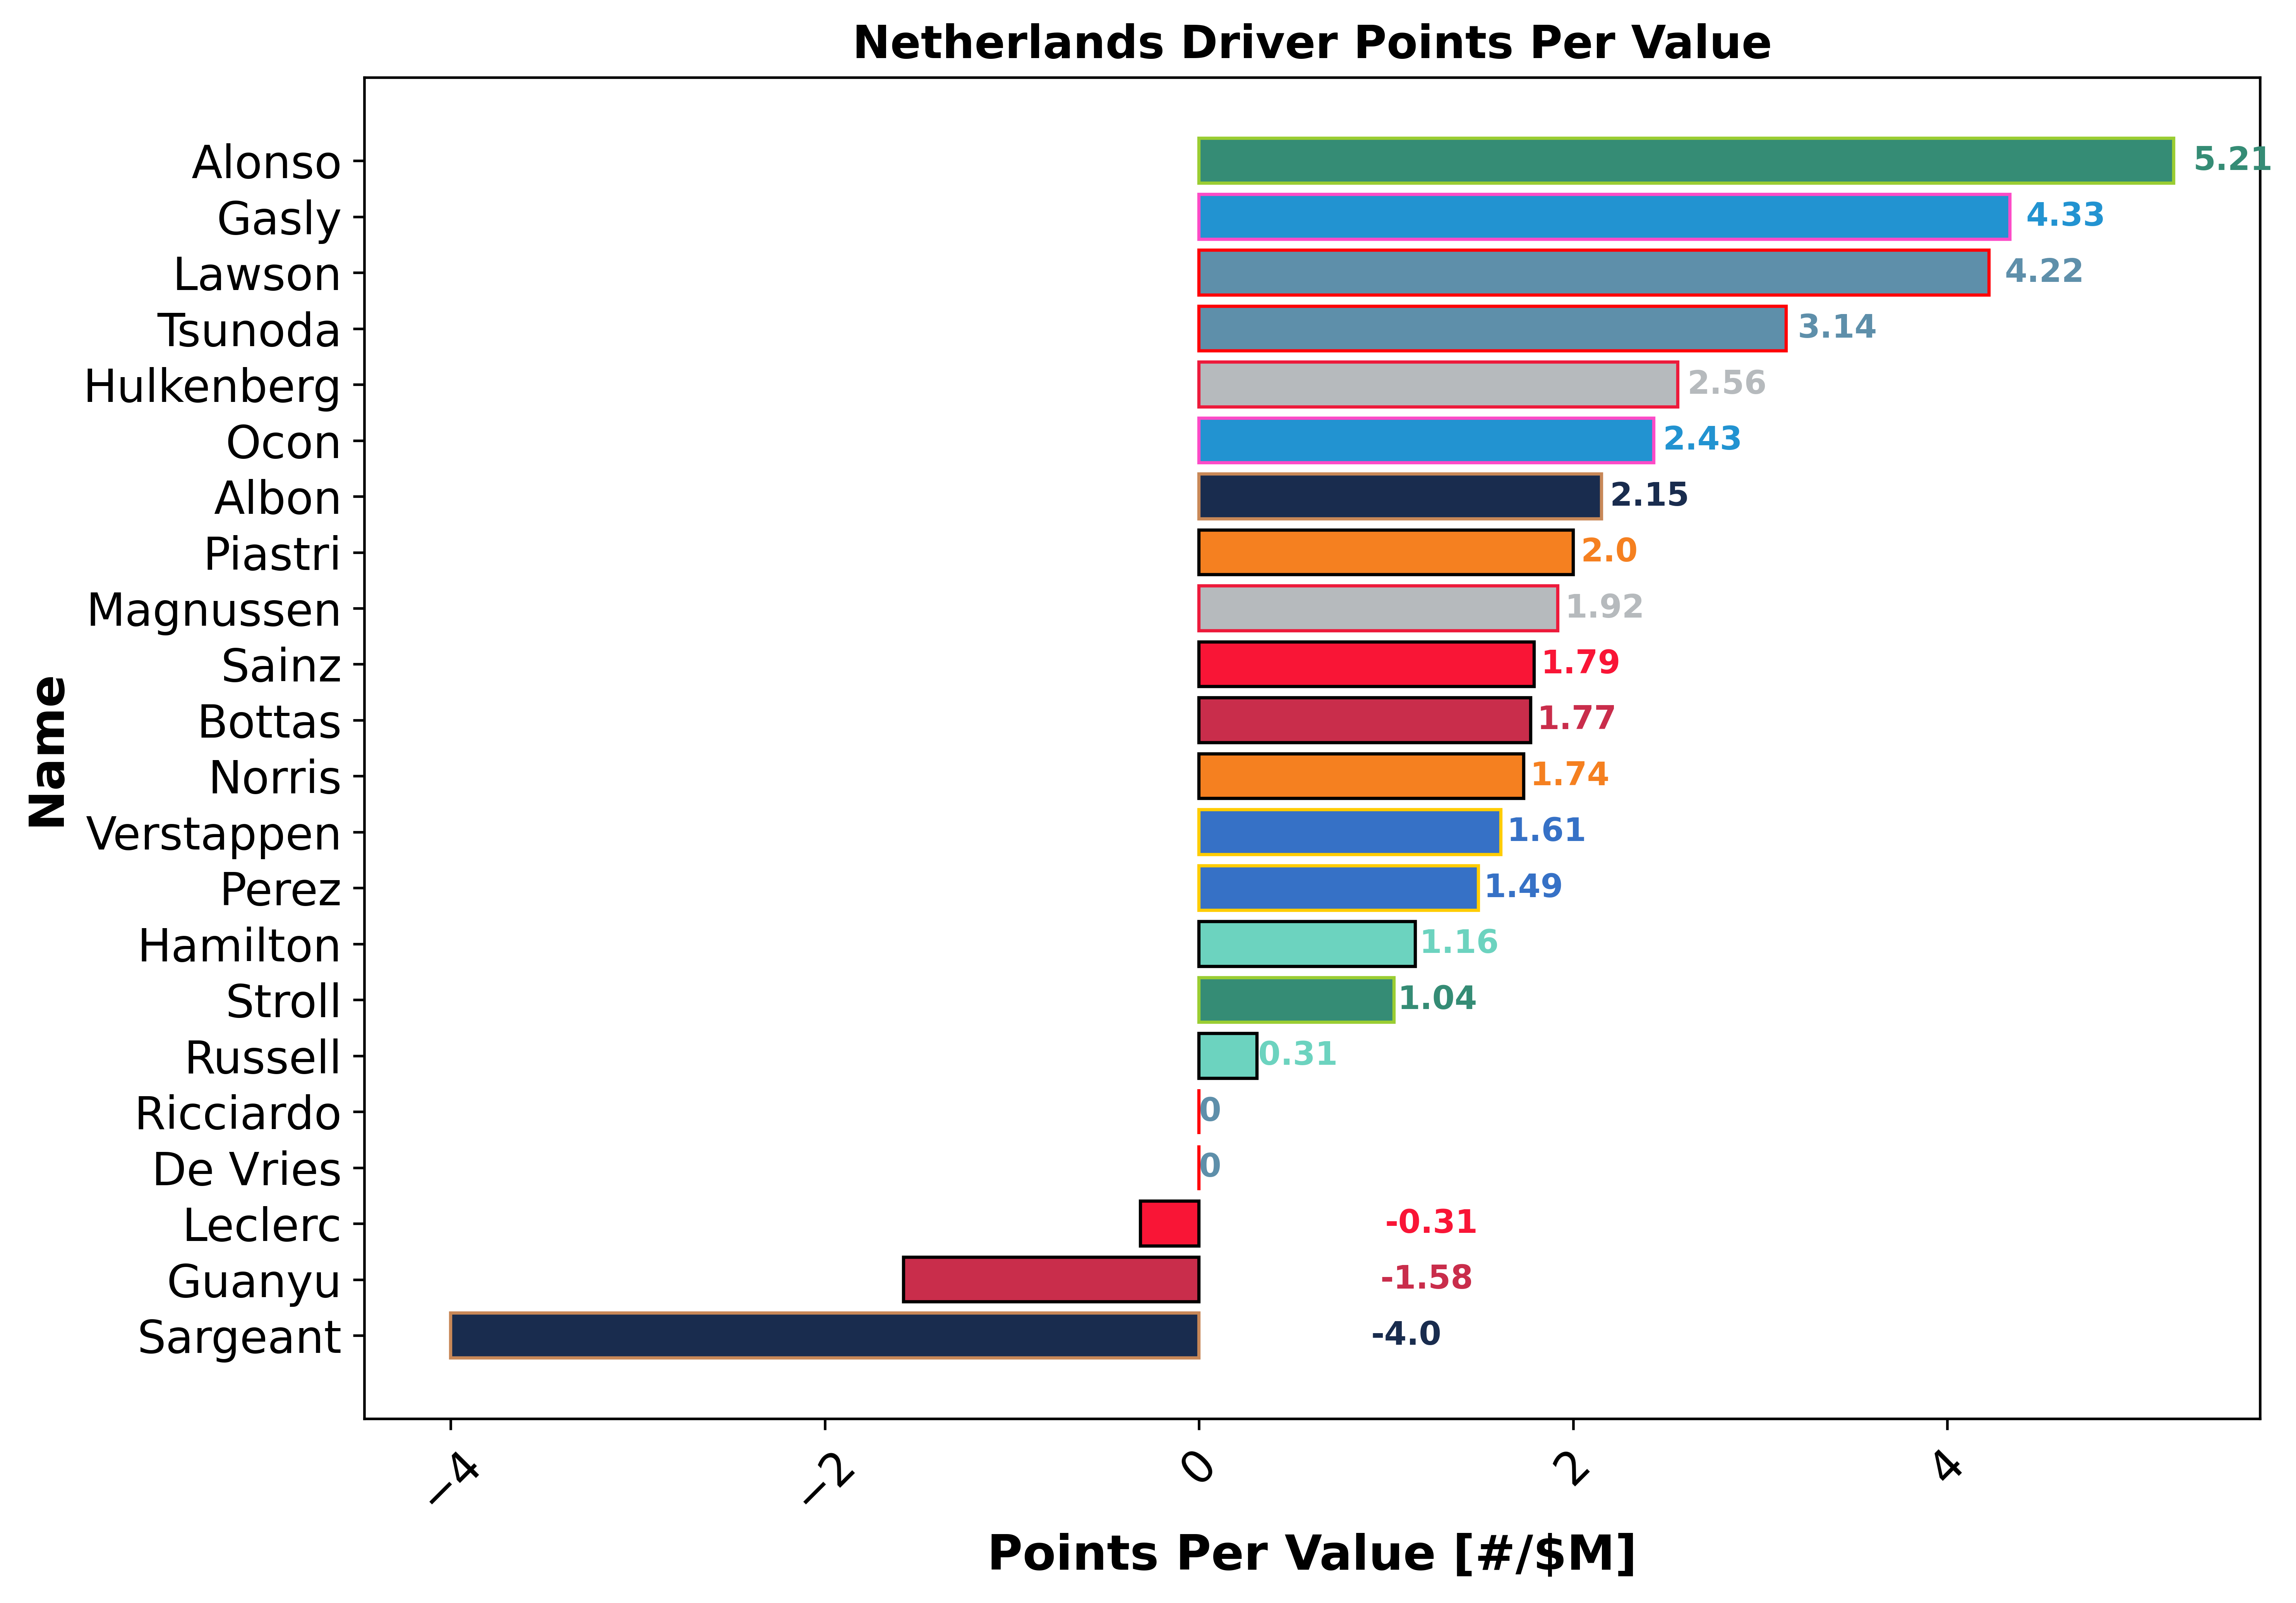 Netherlands Driver Points Per Value
Alonso 5.21
Gasly 4.33
Lawson 4.22
Tsunoda 3.14
Hulkenberg 2.56
Ocon 2.43
Albon 2.15
Piastri 2.0
Magnussen 1.92
Sainz 1.79
Bottas 1.77
Norris 1.74
Verstappen 1.61
Perez 1.49
Hamilton 1.16
Stroll 1.04
Russell 0.31
Ricciardo 0
De Vries 0
Leclerc -0.31
Guanyu -1.58
Sargeant -4.0
Name
−4 −2 0 2 4
Points Per Value [#/$M]